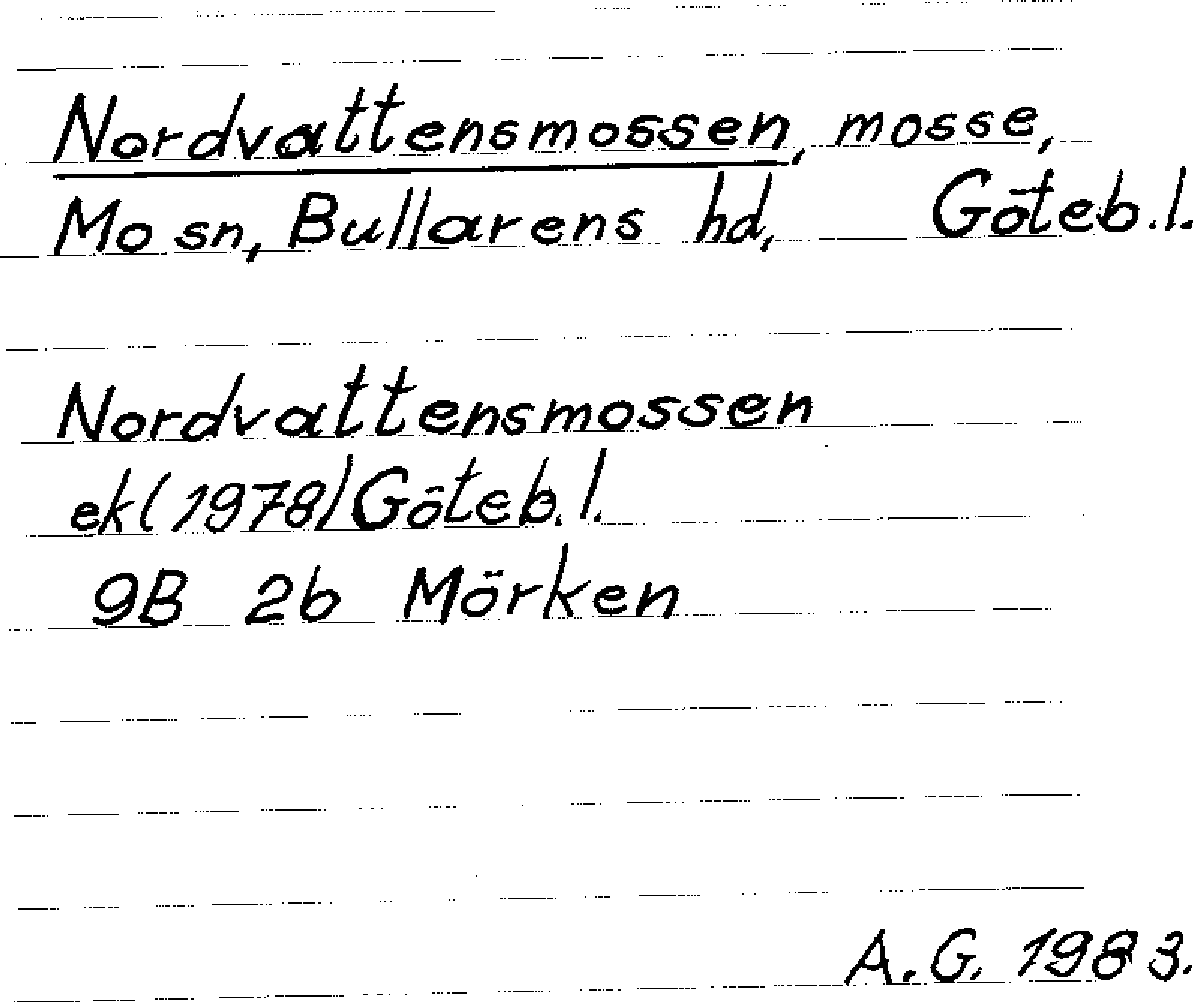 Nordvattensmossen, mosse,
Mo sn, Bullarens hd, Göteb. l.
Nordvattensmossen
ek (1978) Göteb. l.
9B 2b Mörken
A.G. 1983.